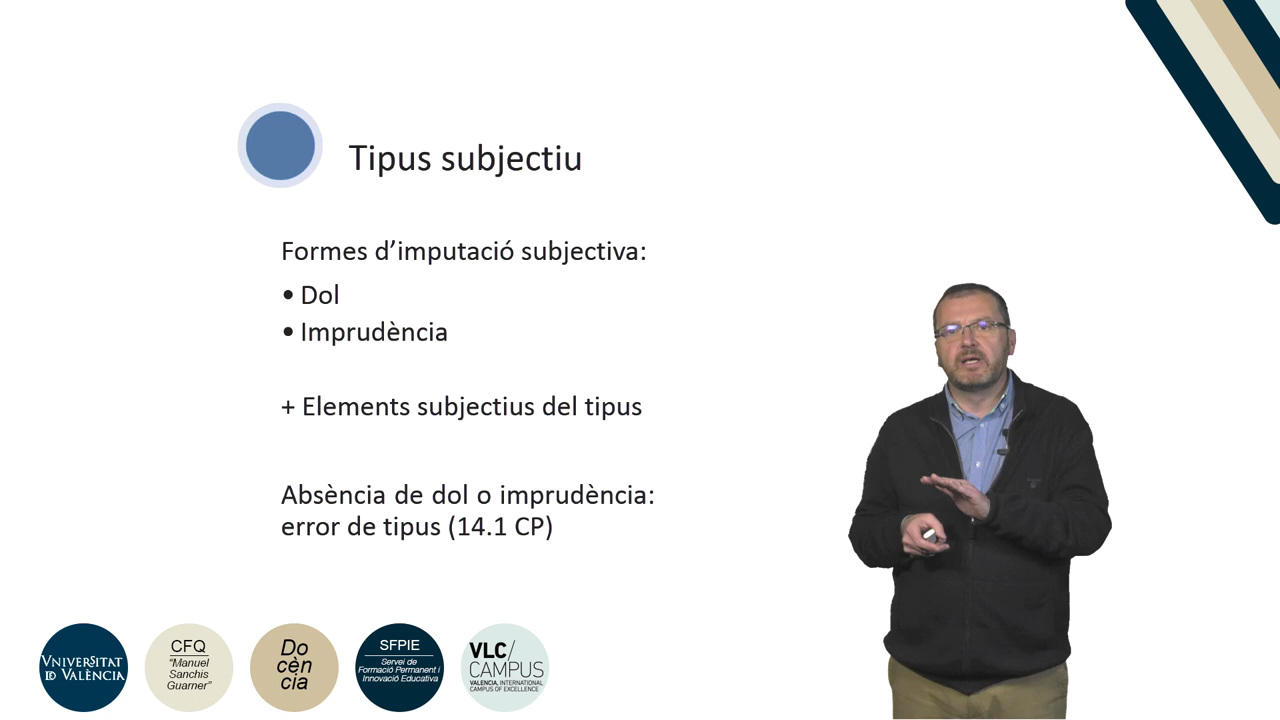 Tipus subjectiu
Formes d’imputació subjectiva:
• Dol
• Imprudència
+ Elements subjectius del tipus
Absència de dol o imprudència:
error de tipus (14.1 CP)
VNIVERSITAT
ID VALÈNCIA
CFQ
“Manuel
Sanchis
Guarner”
Do
cèn
cia
SFPIE
Servei de
Formació Permanent i
Innovació Educativa
VLC/
CAMPUS
VALENCIA, INTERNATIONAL
CAMPUS OF EXCELLENCE